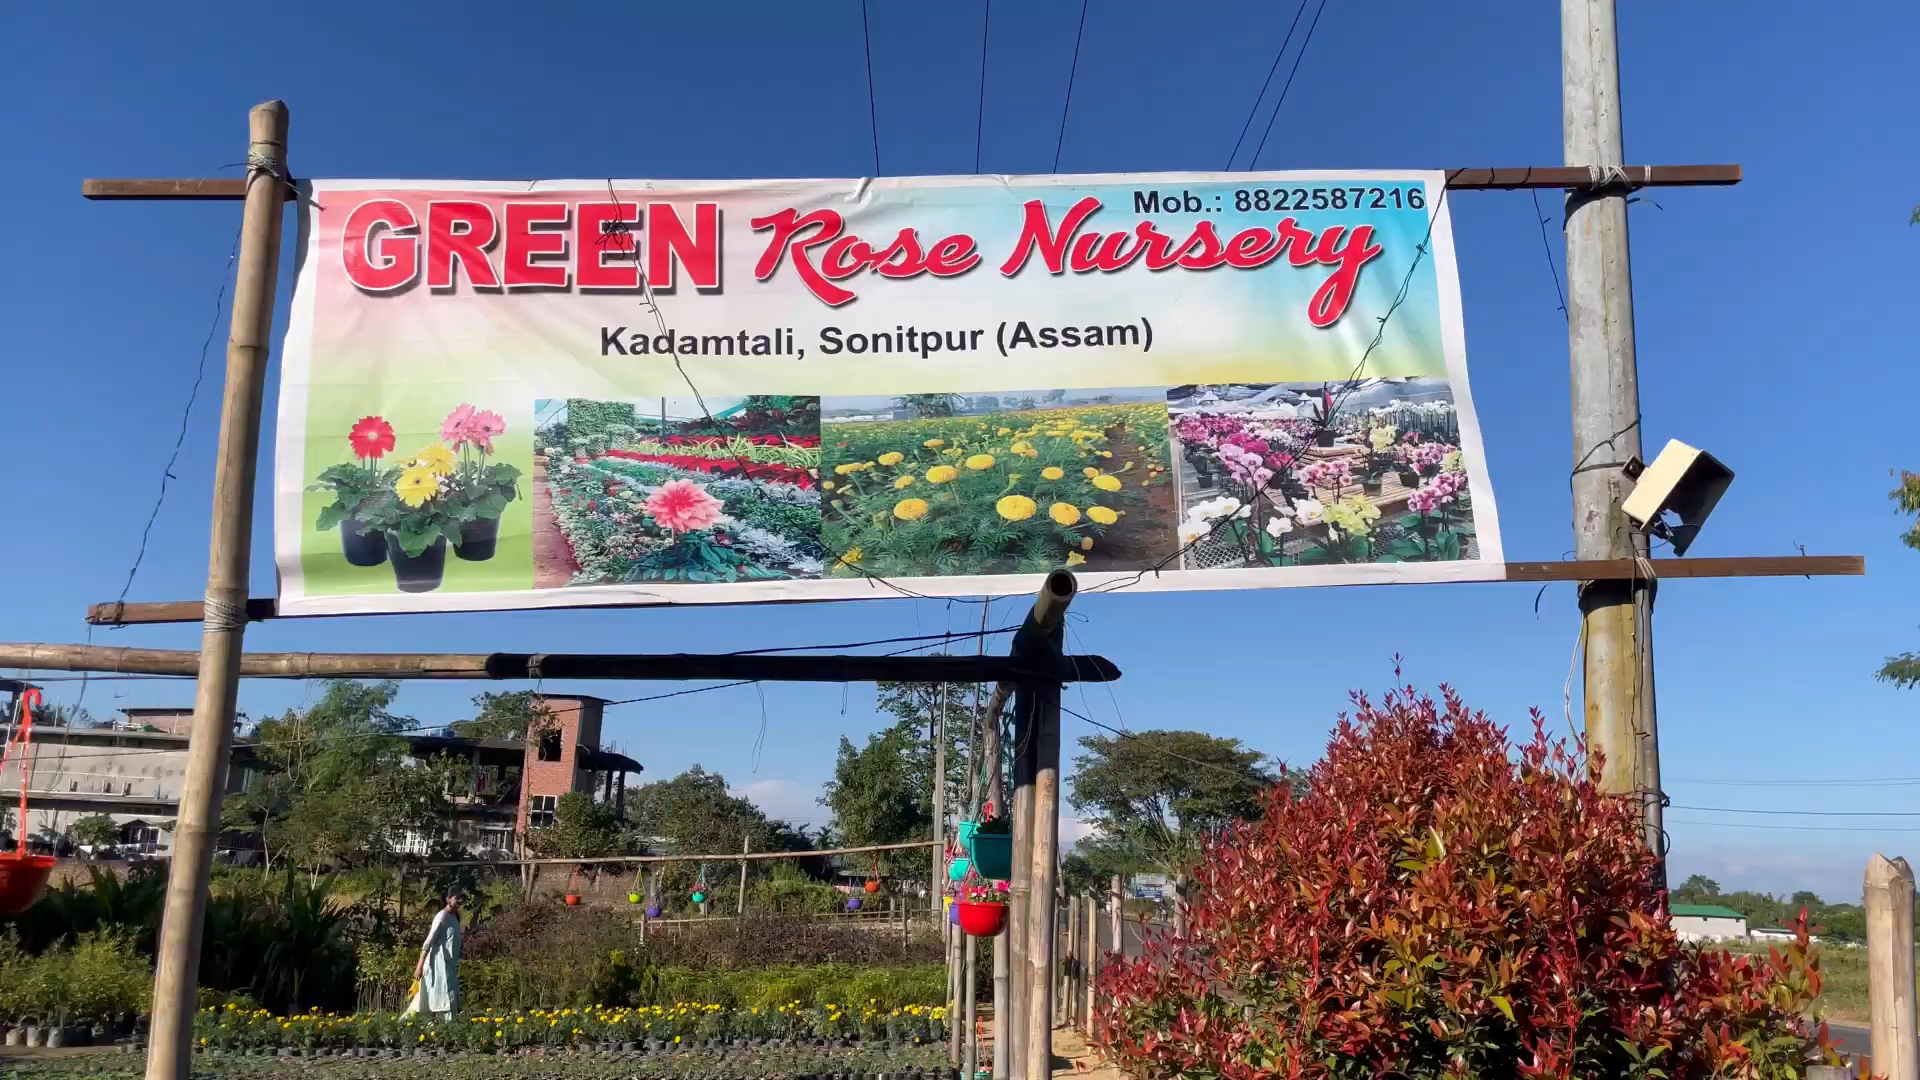 Mob.: 8822587216
GREEN Rose Nursery
Kadamtali, Sonitpur (Assam)